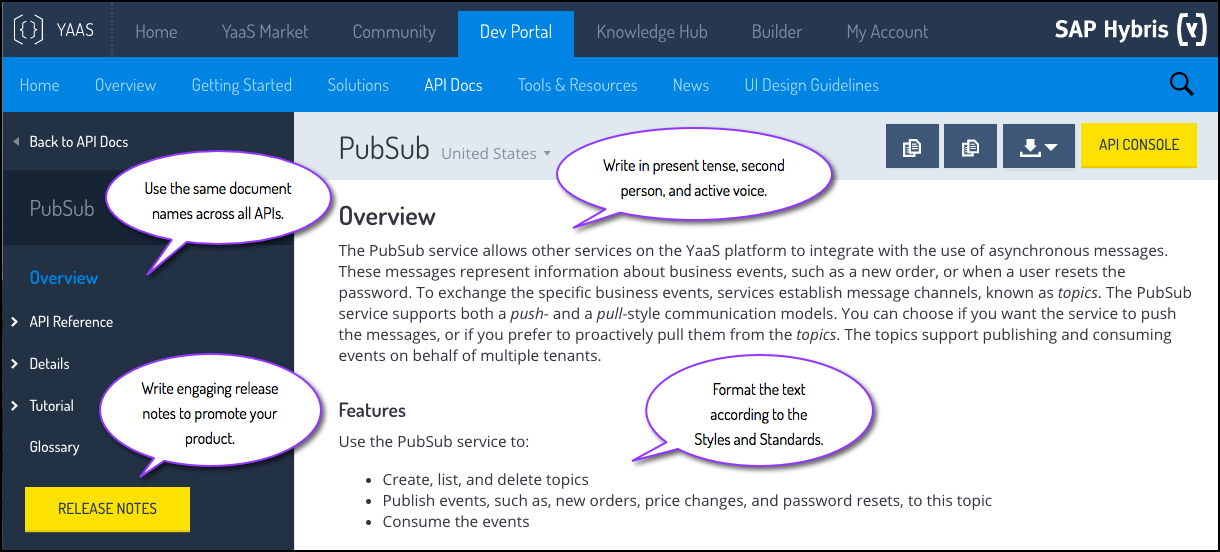 YAAS
Home
YaaS Market
Community
Dev Portal
Knowledge Hub
Builder
My Account
SAP Hybris
Home
Overview
Getting Started
Solutions
API Docs
Tools & Resources
News
UI Design Guidelines
Back to API Docs
PubSub
Use the same document
names across all APIs.
Overview
API Reference
Details
Tutorial
Glossary
Write engaging release
notes to promote your
product.
RELEASE NOTES
PubSub
United States
API CONSOLE
Write in present tense, second
person, and active voice.
Overview
The PubSub service allows other services on the YaaS platform to integrate with the use of asynchronous messages.
These messages represent information about business events, such as a new order, or when a user resets the
password. To exchange the specific business events, services establish message channels, known as topics. The PubSub
service supports both a push- and a pull-style communication models. You can choose if you want the service to push
the messages, or if you prefer to proactively pull them from the topics. The topics support publishing and consuming
events on behalf of multiple tenants.
Format the text
according to the
Styles and Standards.
Features
Use the PubSub service to:
• Create, list, and delete topics
• Publish events, such as, new orders, price changes, and password resets, to this topic
• Consume the events